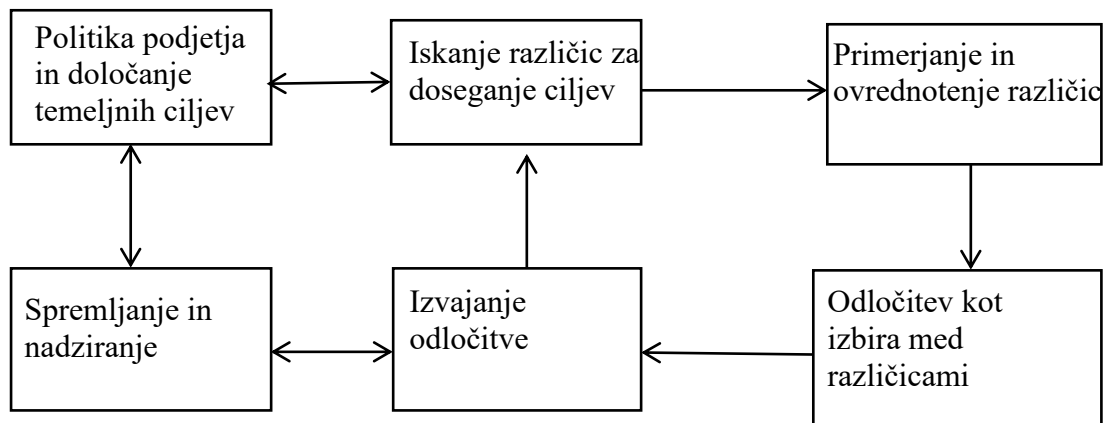 Politika podjetja
in določanje
temeljnih ciljev
Iskanje različic za
doseganje ciljev
Primerjanje in
ovrednotenje različic
Spremljanje in
nadziranje
Izvajanje
odločitve
Odločitev kot
izbira med
različicami